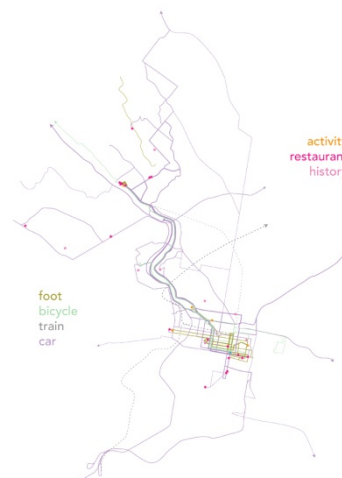 activit
restauran
histor
foot
bicycle
train
car